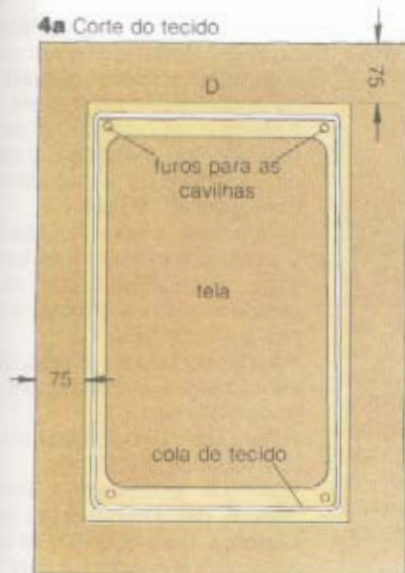 4a Corte do tecido
75
D
furos para as
cavilhas
tela
75
cola de tecido